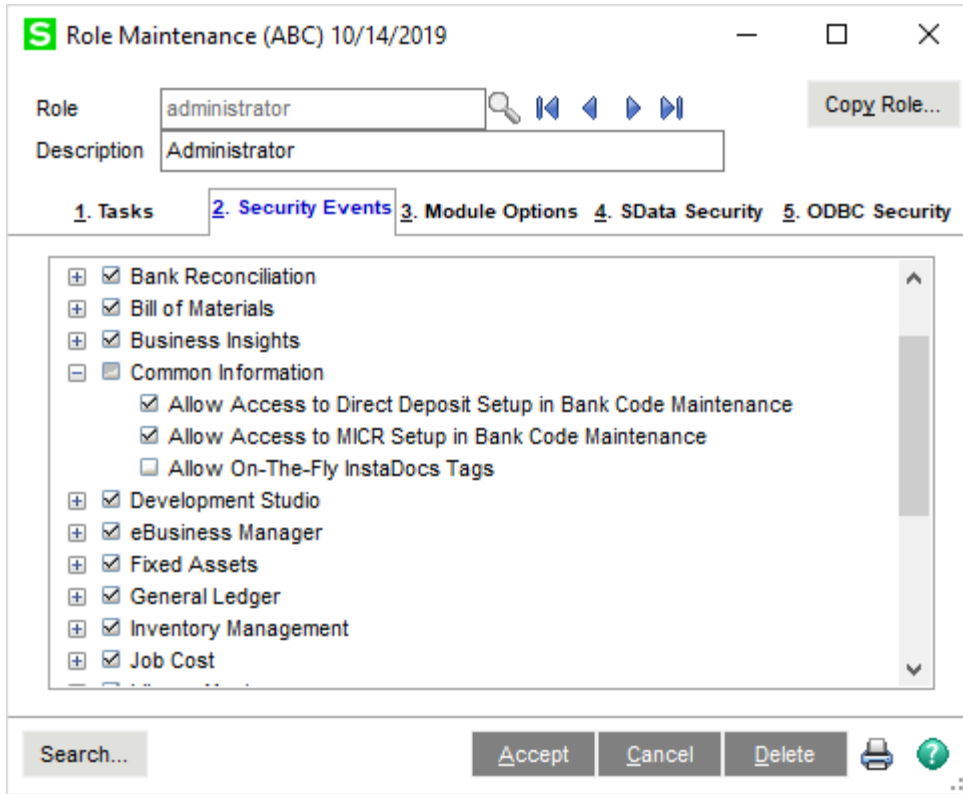 S Role Maintenance (ABC) 10/14/2019
Role administrator Copy Role...
Description Administrator
1. Tasks 2. Security Events 3. Module Options 4. SData Security 5. ODBC Security
Bank Reconciliation
Bill of Materials
Business Insights
Common Information
Allow Access to Direct Deposit Setup in Bank Code Maintenance
Allow Access to MICR Setup in Bank Code Maintenance
Allow On-The-Fly InstaDocs Tags
Development Studio
eBusiness Manager
Fixed Assets
General Ledger
Inventory Management
Job Cost
Search... Accept Cancel Delete ?